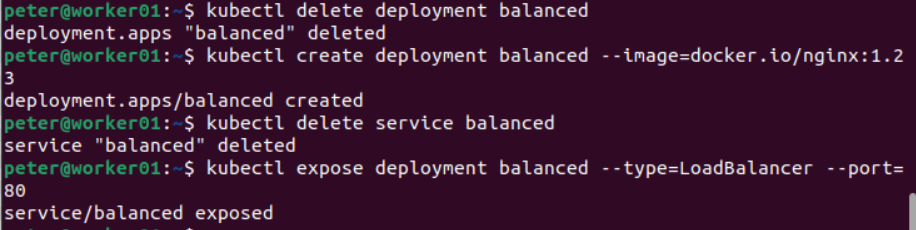 peter@worker01:~$ kubectl delete deployment balanced
deployment.apps "balanced" deleted
peter@worker01:~$ kubectl create deployment balanced --image=docker.io/nginx:1.2
3
deployment.apps/balanced created
peter@worker01:~$ kubectl delete service balanced
service "balanced" deleted
peter@worker01:~$ kubectl expose deployment balanced --type=LoadBalancer --port=
80
service/balanced exposed